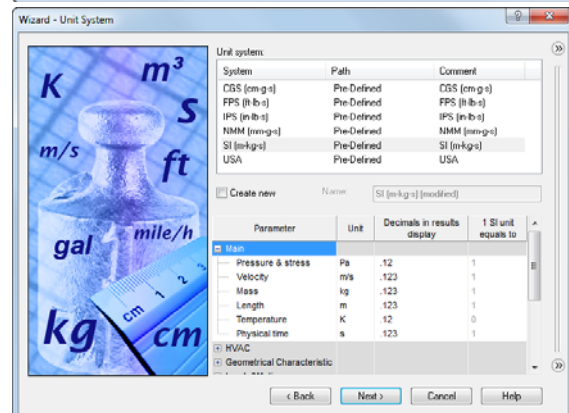 Wizard - Unit System
Unit system:
System Path Comment
CGS (cm-g-s) Pre-Defined CGS (cm-g-s)
FPS (ft-lb-s) Pre-Defined FPS (ft-lb-s)
IPS (in-lb-s) Pre-Defined IPS (in-lb-s)
NMM (mm-g-s) Pre-Defined NMM (mm-g-s)
SI (m-kg-s) Pre-Defined SI (m-kg-s)
USA Pre-Defined USA
Create new Name: SI (m-kg-s) (modified)
Parameter Unit Decimals in results display 1 SI unit equals to
Main
Pressure & stress Pa .12 1
Velocity m/s .123 1
Mass kg .123 1
Length m .123 1
Temperature K .12 0
Physical time s .123 1
HVAC
Geometrical Characteristic
< Back Next > Cancel Help
K
m³
s
m/s
ft
gal
mile/h
cm 1 2 3
kg
cm